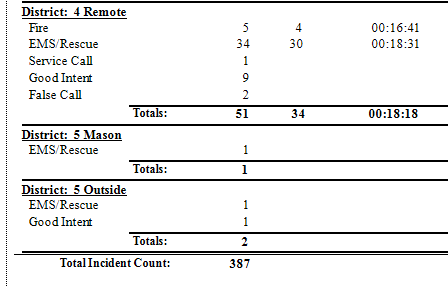 District: 4 Remote
Fire 5 4 00:16:41
EMS/Rescue 34 30 00:18:31
Service Call 1
Good Intent 9
False Call 2
Totals: 51 34 00:18:18
District: 5 Mason
EMS/Rescue 1
Totals: 1
District: 5 Outside
EMS/Rescue 1
Good Intent 1
Totals: 2
Total Incident Count: 387